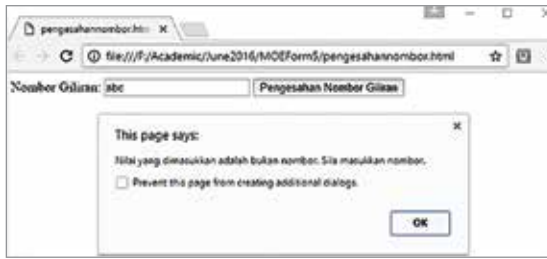 pengesahannombor.htm
file:///F:/Academic/June2016/MOEForm5/pengesahannombor.html
Nombor Giliran: abc Pengesahan Nombor Giliran
This page says:
Nilai yang dimasukkan adalah bukan nombor. Sila masukkan nombor.
Prevent this page from creating additional dialogs.
OK